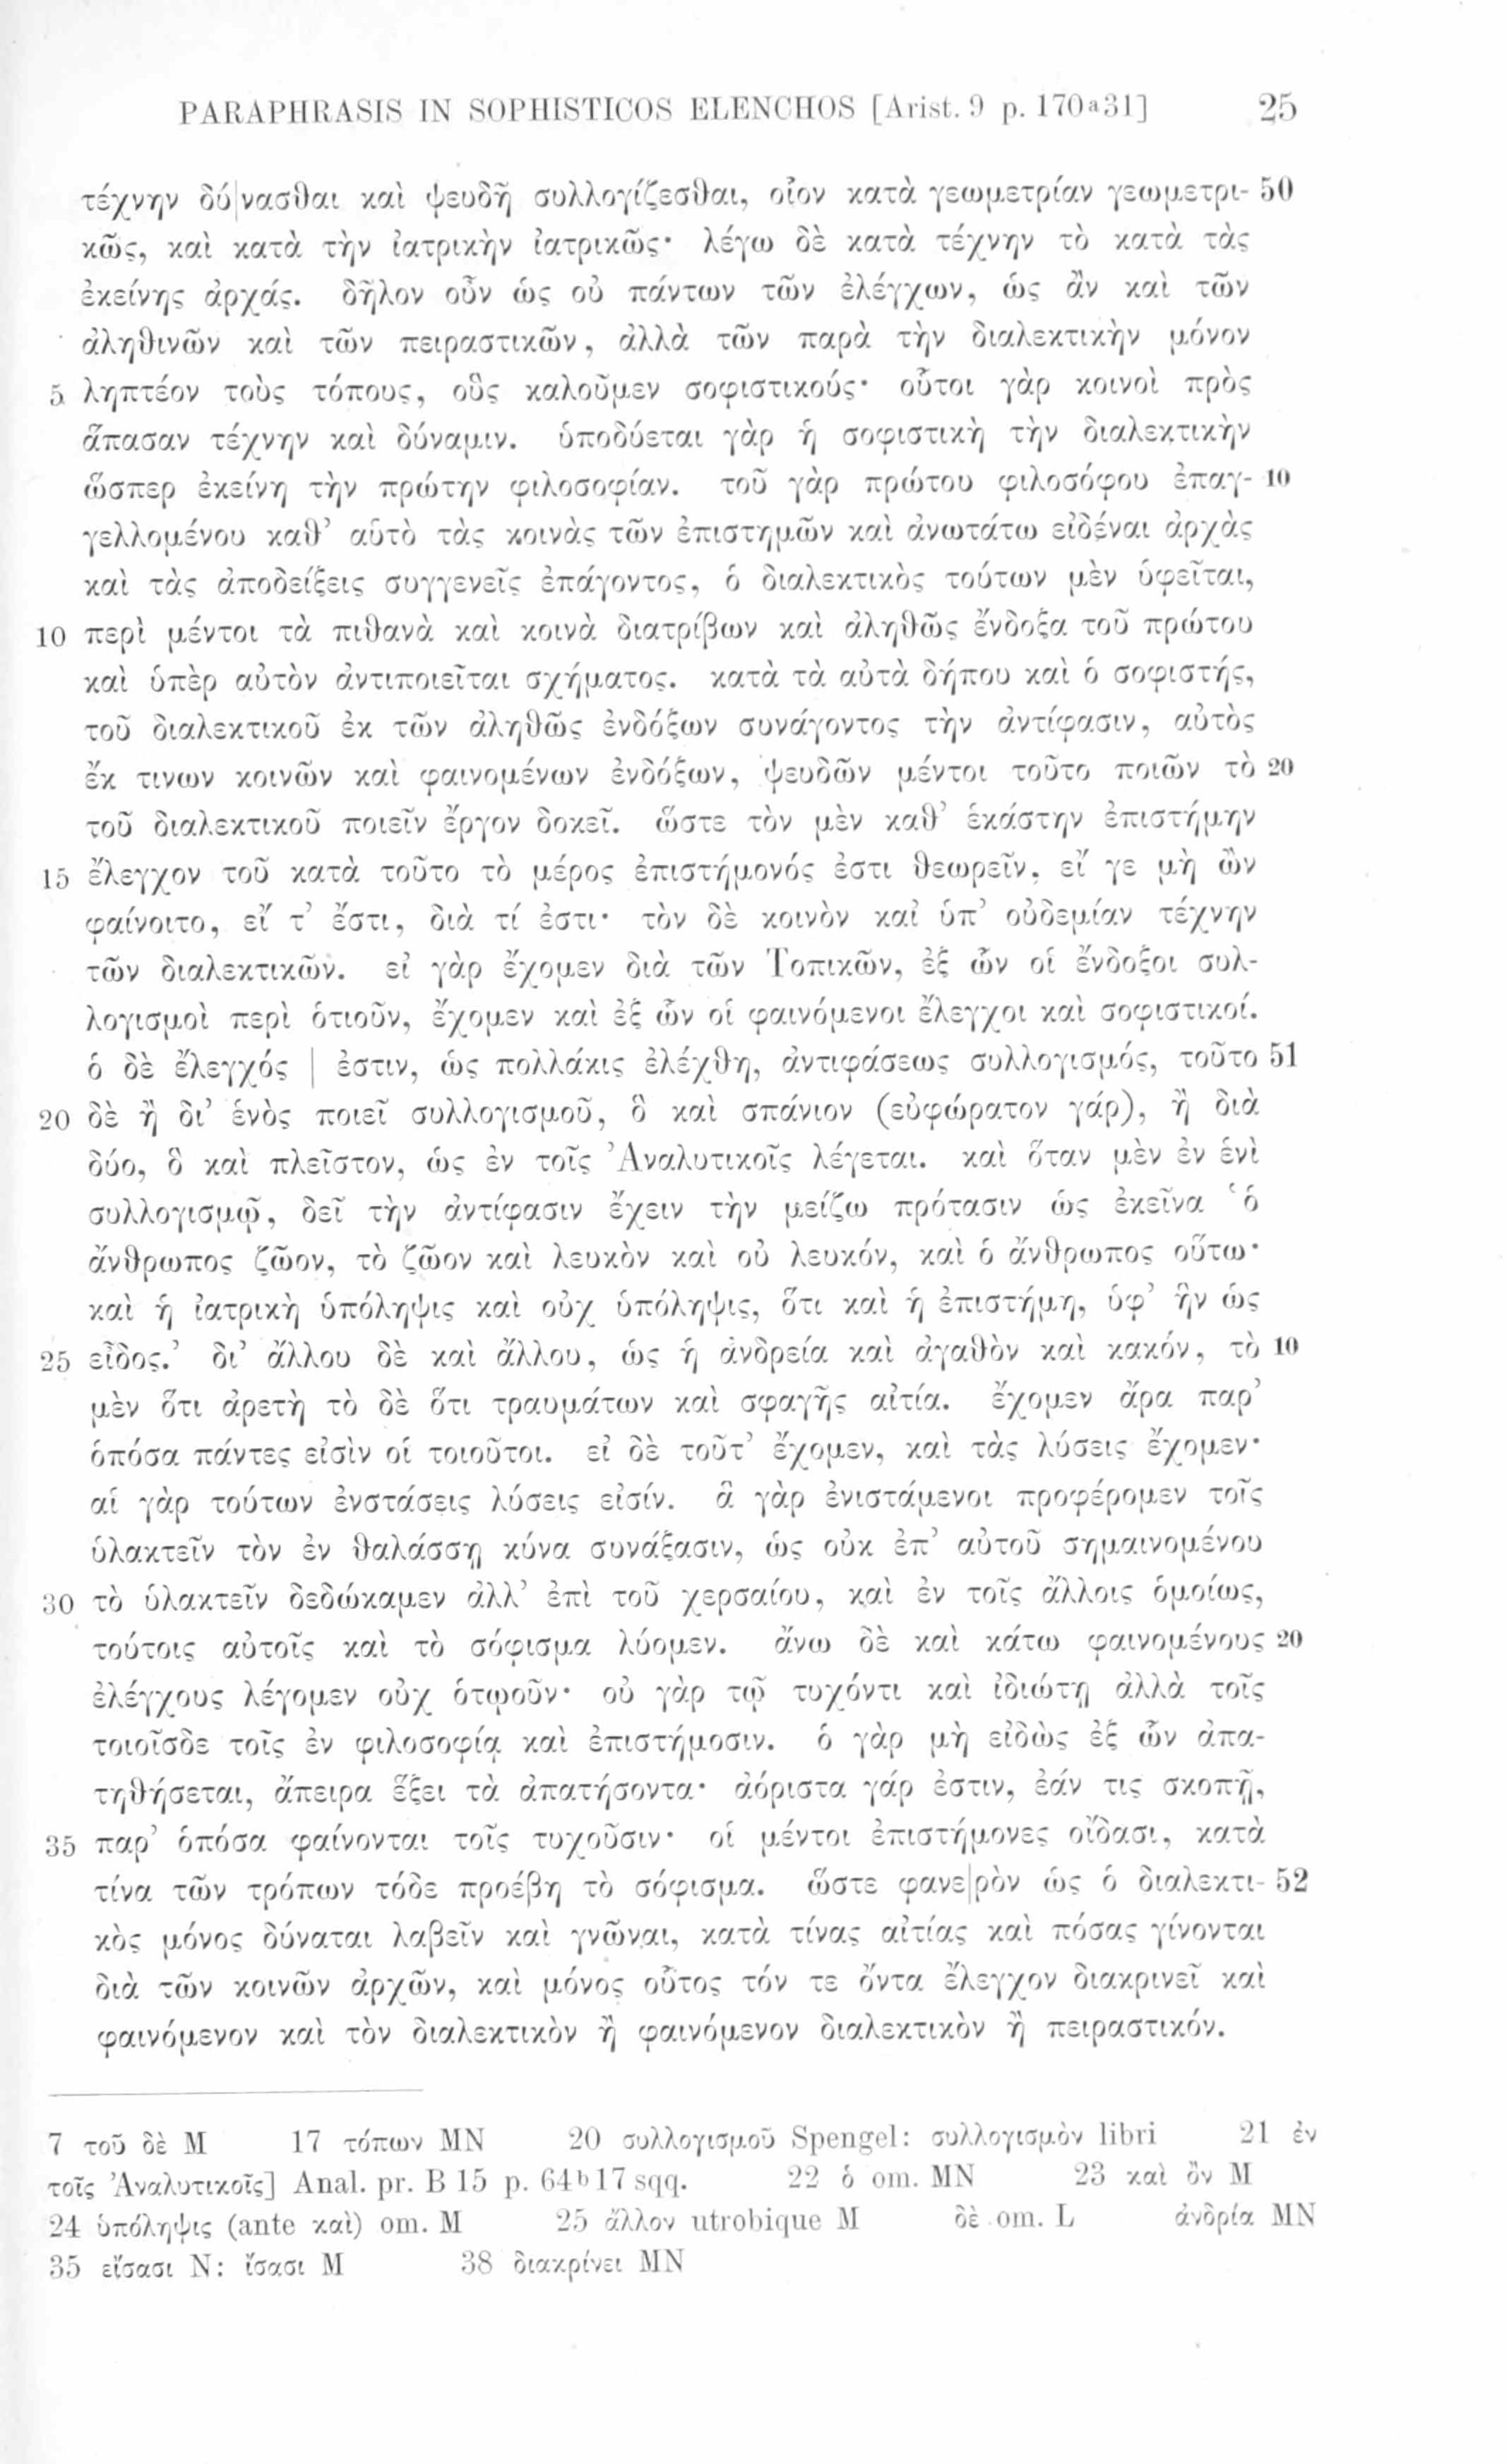 PARAPHRASIS IN SOPHISTICOS ELENCHOS [Arist. 9 p. 170a31] 25
τέχνην δύ|νασθαι καὶ ψευδῆ συλλογίζεσθαι, οἷον κατὰ γεωμετρίαν γεωμετρι- 50
κῶς, καὶ κατὰ τὴν ἰατρικὴν ἰατρικῶς· λέγω δὲ κατὰ τέχνην τὸ κατὰ τὰς
ἐκείνης ἀρχάς. δῆλον οὖν ὡς οὐ πάντων τῶν ἐλέγχων, ὡς ἂν καὶ τῶν
ἀληθινῶν καὶ τῶν πειραστικῶν, ἀλλὰ τῶν παρὰ τὴν διαλεκτικὴν μόνον
5 ληπτέον τοὺς τόπους, οὓς καλοῦμεν σοφιστικούς· οὗτοι γὰρ κοινοὶ πρὸς
ἅπασαν τέχνην καὶ δύναμιν. ὑποδύεται γὰρ ἡ σοφιστικὴ τὴν διαλεκτικὴν
ὥσπερ ἐκείνη τὴν πρώτην φιλοσοφίαν. τοῦ γὰρ πρώτου φιλοσόφου ἐπαγ- 10
γελλομένου καθ’ αὑτὸ τὰς κοινὰς τῶν ἐπιστημῶν καὶ ἀνωτάτω εἰδέναι ἀρχὰς
καὶ τὰς ἀποδείξεις συγγενεῖς ἐπάγοντος, ὁ διαλεκτικὸς τούτων μὲν ὑφεῖται,
10 περὶ μέντοι τὰ πιθανὰ καὶ κοινὰ διατρίβων καὶ ἀληθῶς ἔνδοξα τοῦ πρώτου
καὶ ὑπὲρ αὐτὸν ἀντιποιεῖται σχήματος. κατὰ τὰ αὐτὰ δήπου καὶ ὁ σοφιστής,
τοῦ διαλεκτικοῦ ἐκ τῶν ἀληθῶς ἐνδόξων συνάγοντος τὴν ἀντίφασιν, αὐτὸς
ἔκ τινων κοινῶν καὶ φαινομένων ἐνδόξων, ψευδῶν μέντοι τοῦτο ποιῶν τὸ 20
τοῦ διαλεκτικοῦ ποιεῖν ἔργον δοκεῖ. ὥστε τὸν μὲν καθ’ ἑκάστην ἐπιστήμην
15 ἔλεγχον τοῦ κατὰ τοῦτο τὸ μέρος ἐπιστήμονός ἐστι θεωρεῖν, εἴ γε μὴ ὢν
φαίνοιτο, εἴ τ’ ἔστι, διὰ τί ἐστι· τὸν δὲ κοινὸν καὶ ὑπ’ οὐδεμίαν τέχνην
τῶν διαλεκτικῶν. εἰ γὰρ ἔχομεν διὰ τῶν Τοπικῶν, ἐξ ὧν οἱ ἔνδοξοι συλ-
λογισμοὶ περὶ ὁτιοῦν, ἔχομεν καὶ ἐξ ὧν οἱ φαινόμενοι ἔλεγχοι καὶ σοφιστικοί.
ὁ δὲ ἔλεγχός | ἐστιν, ὡς πολλάκις ἐλέχθη, ἀντιφάσεως συλλογισμός, τοῦτο 51
20 δὲ ἢ δι’ ἑνὸς ποιεῖ συλλογισμοῦ, ὃ καὶ σπάνιον (εὐφώρατον γάρ), ἢ διὰ
δύο, ὃ καὶ πλεῖστον, ὡς ἐν τοῖς Ἀναλυτικοῖς λέγεται. καὶ ὅταν μὲν ἐν ἑνὶ
συλλογισμῷ, δεῖ τὴν ἀντίφασιν ἔχειν τὴν μείζω πρότασιν ὡς ἐκεῖνα ‘ὁ
ἄνθρωπος ζῶον, τὸ ζῶον καὶ λευκὸν καὶ οὐ λευκόν, καὶ ὁ ἄνθρωπος οὕτω·
καὶ ἡ ἰατρικὴ ὑπόληψις καὶ οὐχ ὑπόληψις, ὅτι καὶ ἡ ἐπιστήμη, ὑφ’ ἣν ὡς
25 εἶδος.’ δι’ ἄλλου δὲ καὶ ἄλλου, ὡς ἡ ἀνδρεία καὶ ἀγαθὸν καὶ κακόν, τὸ 10
μὲν ὅτι ἀρετὴ τὸ δὲ ὅτι τραυμάτων καὶ σφαγῆς αἰτία. ἔχομεν ἄρα παρ’
ὁπόσα πάντες εἰσὶν οἱ τοιοῦτοι. εἰ δὲ τοῦτ’ ἔχομεν, καὶ τὰς λύσεις ἔχομεν·
αἱ γὰρ τούτων ἐνστάσεις λύσεις εἰσίν. ἃ γὰρ ἐνιστάμενοι προφέρομεν τοῖς
ὑλακτεῖν τὸν ἐν θαλάσσῃ κύνα συνάξασιν, ὡς οὐκ ἐπ’ αὐτοῦ σημαινομένου
30 τὸ ὑλακτεῖν δεδώκαμεν ἀλλ’ ἐπὶ τοῦ χερσαίου, καὶ ἐν τοῖς ἄλλοις ὁμοίως,
τούτοις αὐτοῖς καὶ τὸ σόφισμα λύομεν. ἄνω δὲ καὶ κάτω φαινομένους 20
ἐλέγχους λέγομεν οὐχ ὁτῳοῦν· οὐ γὰρ τῷ τυχόντι καὶ ἰδιώτῃ ἀλλὰ τοῖς
τοιοῖσδε τοῖς ἐν φιλοσοφίᾳ καὶ ἐπιστήμοσιν. ὁ γὰρ μὴ εἰδὼς ἐξ ὧν ἀπα-
τηθήσεται, ἄπειρα ἕξει τὰ ἀπατήσοντα· ἀόριστα γάρ ἐστιν, ἐάν τις σκοπῇ,
35 παρ’ ὁπόσα φαίνονται τοῖς τυχοῦσιν· οἱ μέντοι ἐπιστήμονες οἴδασι, κατὰ
τίνα τῶν τρόπων τόδε προέβη τὸ σόφισμα. ὥστε φανε|ρὸν ὡς ὁ διαλεκτι- 52
κὸς μόνος δύναται λαβεῖν καὶ γνῶναι, κατὰ τίνας αἰτίας καὶ πόσας γίνονται
διὰ τῶν κοινῶν ἀρχῶν, καὶ μόνος οὗτος τόν τε ὄντα ἔλεγχον διακρινεῖ καὶ
φαινόμενον καὶ τὸν διαλεκτικὸν ἢ φαινόμενον διαλεκτικὸν ἢ πειραστικόν.
7 τοῦ δὲ M 17 τόπων MN 20 συλλογισμοῦ Spengel: συλλογισμὸν libri 21 ἐν
τοῖς Ἀναλυτικοῖς] Anal. pr. B 15 p. 64b17 sqq. 22 ὁ om. MN 23 καὶ ὂν M
24 ὑπόληψις (ante καὶ) om. M 25 ἄλλον utrobique M δὲ om. L ἀνδρία MN
35 εἴσασι N: ἴσασι M 38 διακρίνει MN